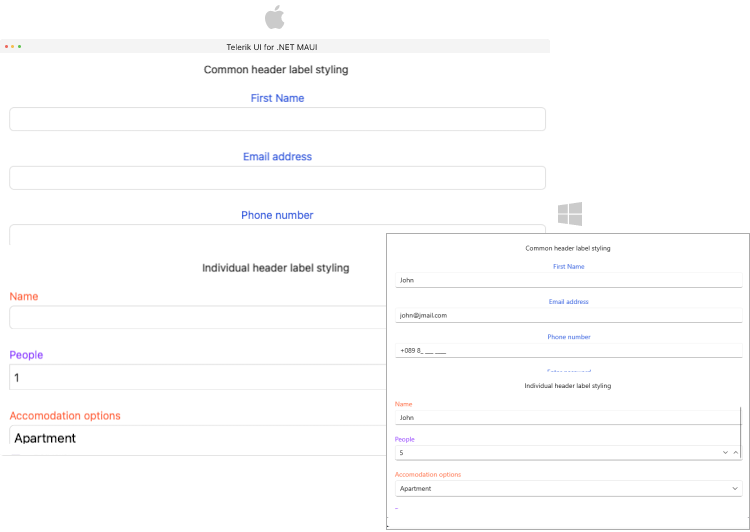 Telerik UI for .NET MAUI
Common header label styling
First Name
Email address
Phone number
Individual header label styling
Name
People
1
Accomodation options
Apartment
Common header label styling
First Name
John
Email address
john@jmail.com
Phone number
+089 8_ ___ ____
Individual header label styling
Name
John
People
5
Accomodation options
Apartment